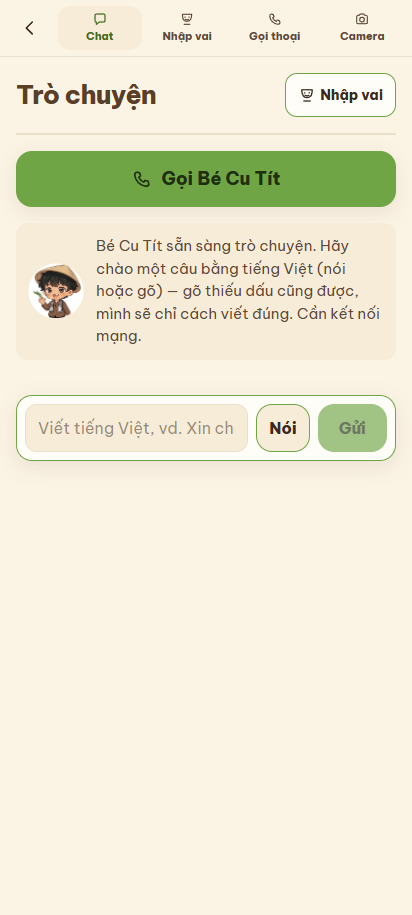 Chat
Nhập vai
Gọi thoại
Camera
Trò chuyện
Nhập vai
Gọi Bé Cu Tít
Bé Cu Tít sẵn sàng trò chuyện. Hãy
chào một câu bằng tiếng Việt (nói
hoặc gõ) — gõ thiếu dấu cũng được,
mình sẽ chỉ cách viết đúng. Cần kết nối
mạng.
Viết tiếng Việt, vd. Xin ch
Nói
Gửi